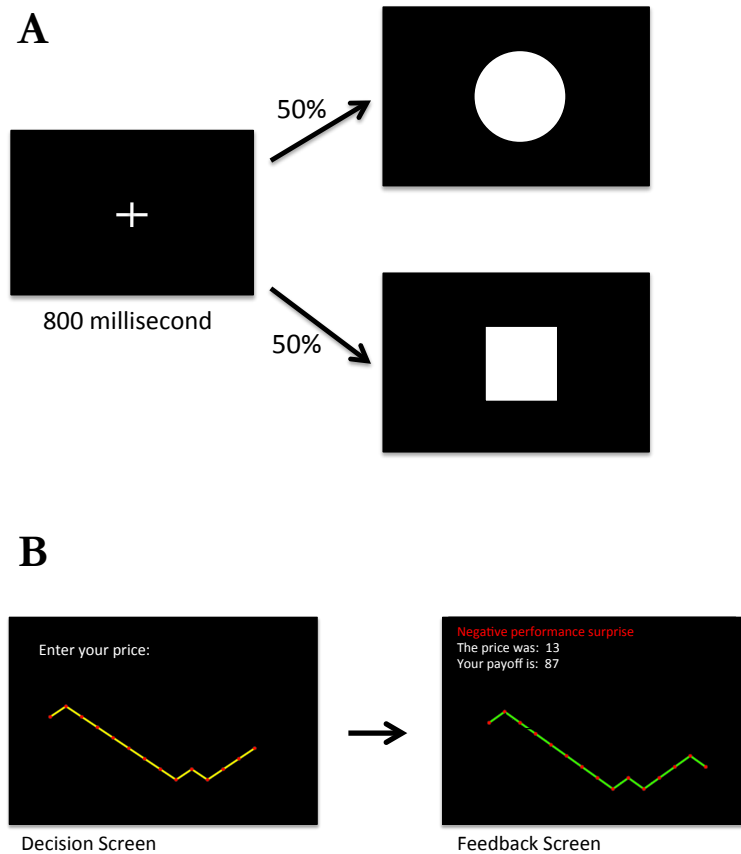 A
50%
800 millisecond
50%
B
Enter your price:
Decision Screen
Negative performance surprise
The price was: 13
Your payoff is: 87
Feedback Screen